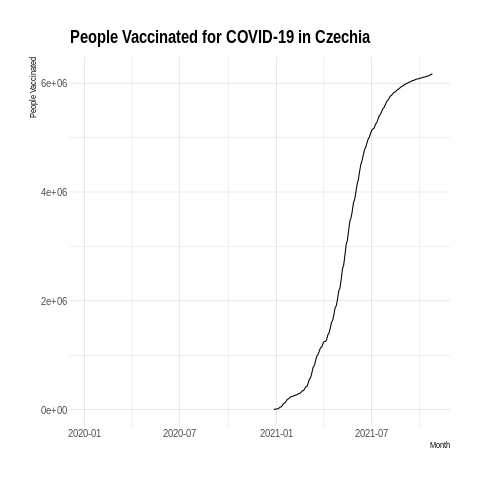 People Vaccinated for COVID-19 in Czechia
People Vaccinated
6e+06
4e+06
2e+06
0e+00
2020-01
2020-07
2021-01
2021-07
Month